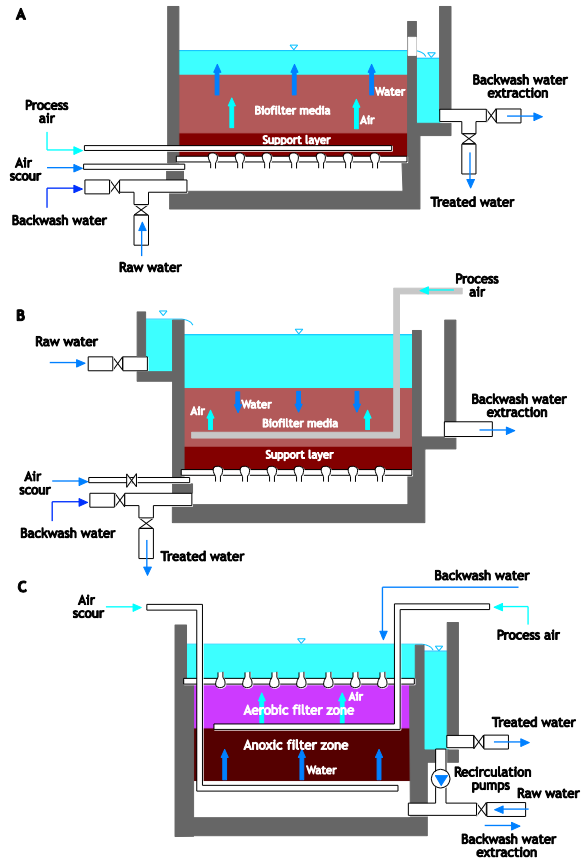 A
Backwash water
extraction
Water
Process
air
Biofilter media
Air
Support layer
Air
scour
Treated water
Backwash water
Raw water
Process
air
B
Raw water
Backwash water
extraction
Air
Water
Biofilter media
Support layer
Air
scour
Backwash water
Treated water
C
Backwash water
Air
scour
Process air
Air
Aerobic filter zone
Treated water
Anoxic filter zone
Water
Recirculation
pumps
Raw water
Backwash water
extraction